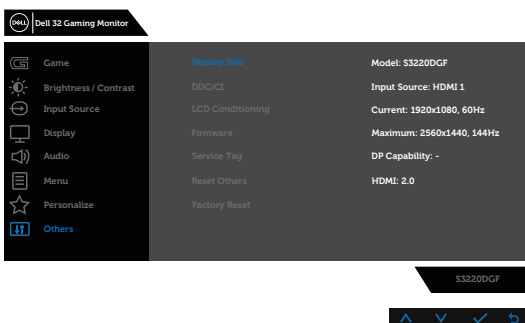 DELL
Dell 32 Gaming Monitor
Game
Display Info
Model: S3220DGF
Brightness / Contrast
DDC/CI
Input Source: HDMI 1
Input Source
LCD Conditioning
Current: 1920x1080, 60Hz
Display
Firmware
Maximum: 2560x1440, 144Hz
Audio
Service Tag
DP Capability: -
Menu
Reset Others
HDMI: 2.0
Personalize
Factory Reset
Others
S3220DGF